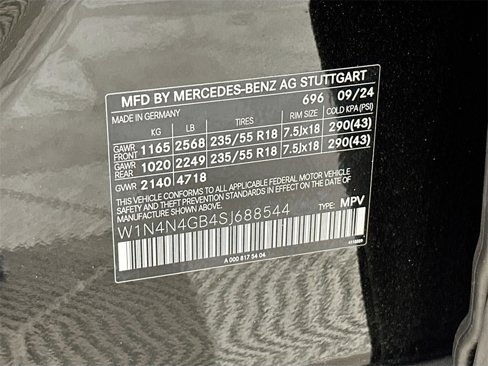 MFD BY MERCEDES-BENZ AG STUTTGART
MADE IN GERMANY 696 09/24
KG LB TIRES RIM SIZE COLD KPA(PSI)
GAWR FRONT 1165 2568 235/55 R18 7.5Jx18 290(43)
GAWR REAR 1020 2249 235/55 R18 7.5Jx18 290(43)
GVWR 2140 4718
THIS VEHICLE CONFORMS TO ALL APPLICABLE FEDERAL MOTOR VEHICLE
SAFETY AND THEFT PREVENTION STANDARDS IN EFFECT ON THE DATE OF
MANUFACTURE SHOWN ABOVE.
W1N4N4GB4SJ688544 TYPE: MPV
A 000 817 54 04